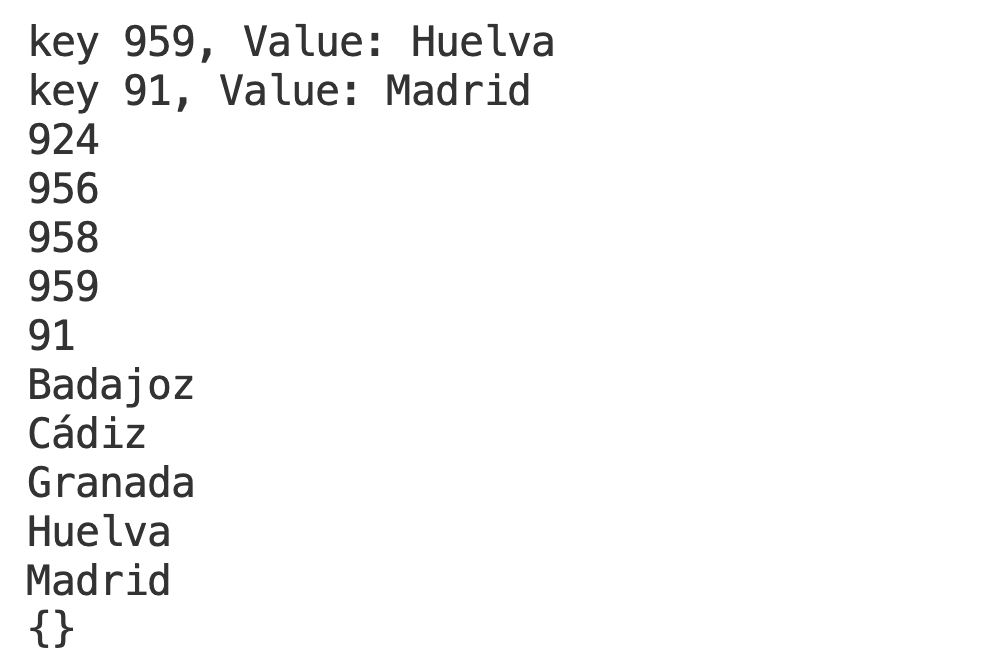 key 959, Value: Huelva
key 91, Value: Madrid
924
956
958
959
91
Badajoz
Cádiz
Granada
Huelva
Madrid
{}